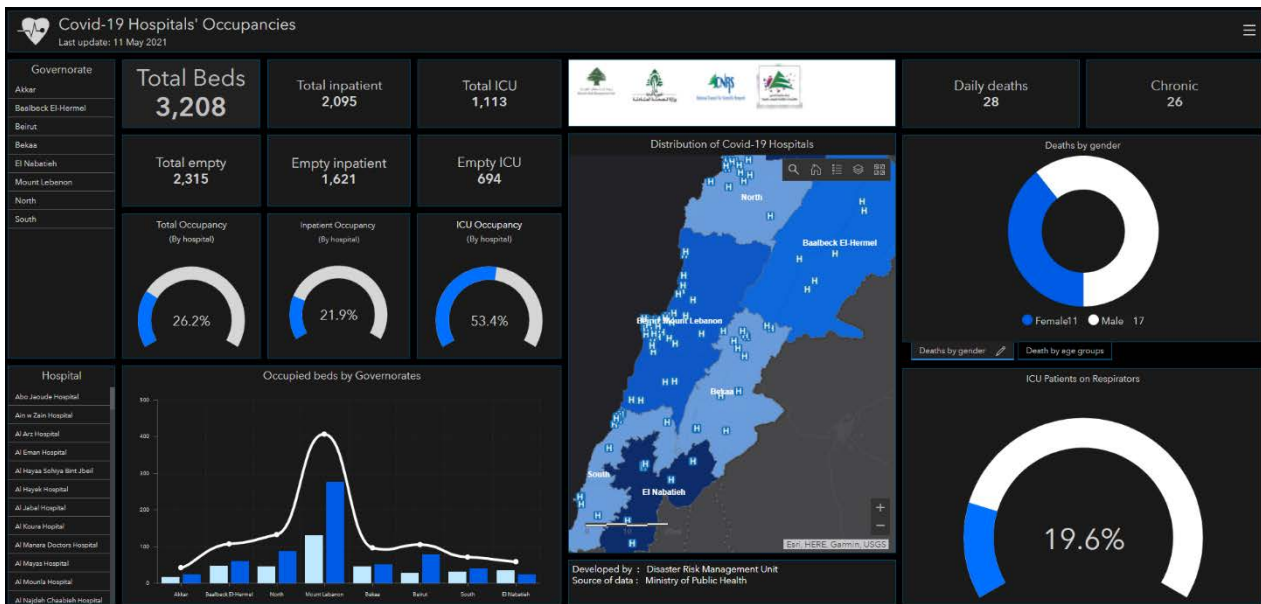 Covid-19 Hospitals' Occupancies
Last update: 11 May 2021
Governorate
Akkar
Baalbeck El-Hermel
Beirut
Bekaa
El Nabatieh
Mount Lebenon
North
South
Total Beds
3,208
Total inpatient
2,095
Total ICU
1,113
Total empty
2,315
Empty inpatient
1,621
Empty ICU
694
Total Occupancy
(By hospital)
26.2%
Inpatient Occupancy
(By hospital)
21.9%
ICU Occupancy
(By hospital)
53.4%
Hospital
Abo Jaoude Hospital
Ain w Zain Hospital
Al Arz Hospital
Al Eman Hospital
Al Hayaa Sohiya Bint Jbeil
Al Hayek Hospital
Al Jabal Hospital
Al Koura Hopital
Al Manara Doctors Hospital
Al Mayas Hospital
Al Mounla Hospital
Al Najdeh Chaabieh Hospital
Occupied beds by Governorates
500
400
300
200
100
0
Akkar
Baalbeck El-Hermel
North
Mount Lebanon
Bekaa
Beirut
South
El Nabatieh
CNRS
Distribution of Covid-19 Hospitals
North
Baalbeck El-Hermel
Beirut Mount Lebanon
Bekaa
South
El Nabatieh
+
−
Esri, HERE, Garmin, USGS
Developed by : Disaster Risk Management Unit
Source of data : Ministry of Public Health
Daily deaths
28
Chronic
26
Deaths by gender
Female11
Male 17
Deaths by gender
Death by age groups
ICU Patients on Respirators
19.6%